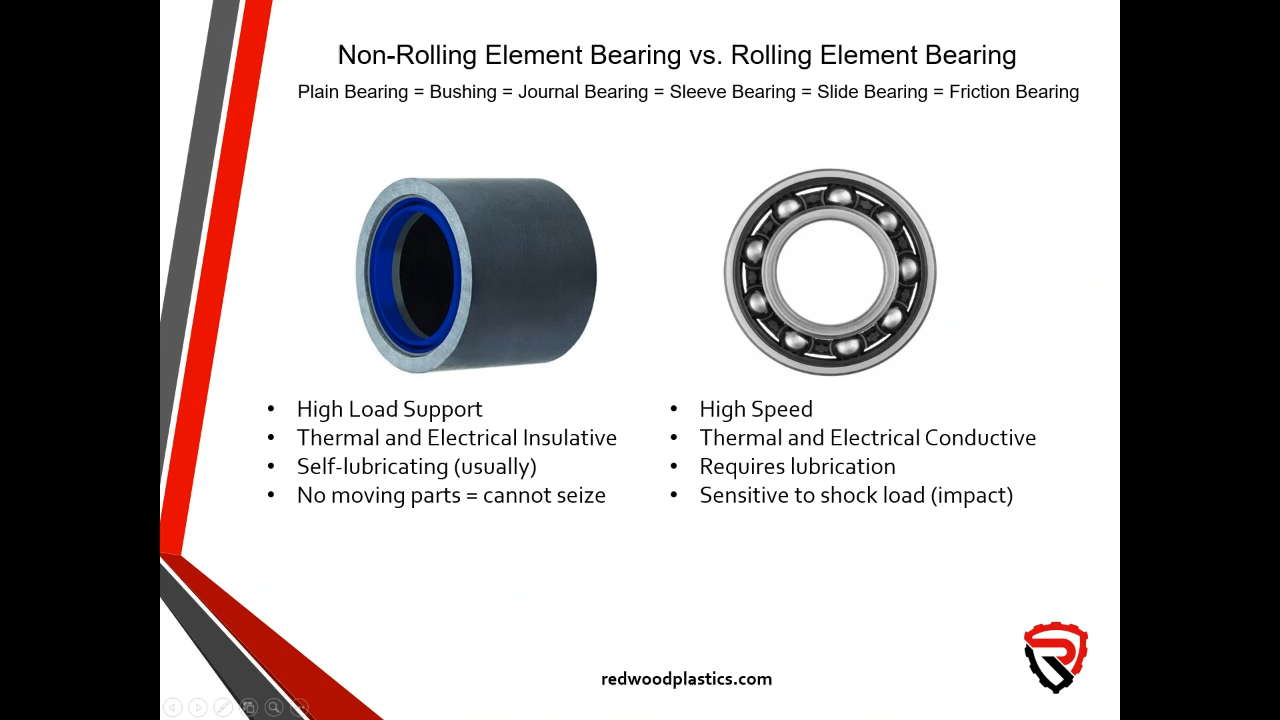 Non-Rolling Element Bearing vs. Rolling Element Bearing
Plain Bearing = Bushing = Journal Bearing = Sleeve Bearing = Slide Bearing = Friction Bearing
• High Load Support
• Thermal and Electrical Insulative
• Self-lubricating (usually)
• No moving parts = cannot seize
• High Speed
• Thermal and Electrical Conductive
• Requires lubrication
• Sensitive to shock load (impact)
redwoodplastics.com